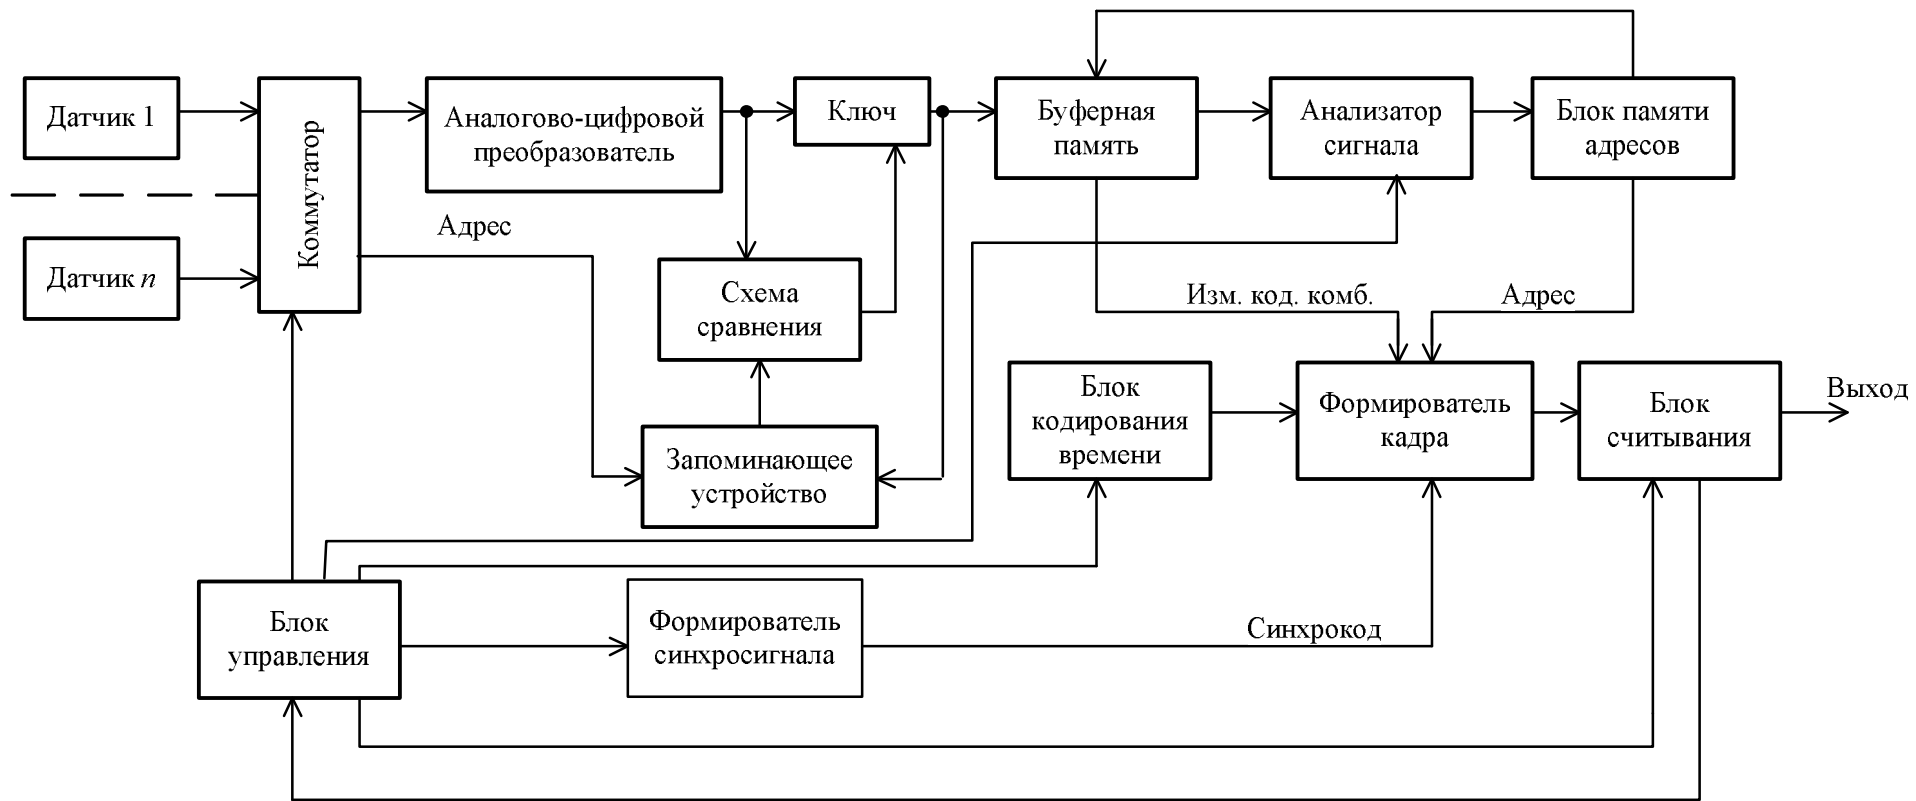 Датчик 1
Датчик n
Коммутатор
Аналогово-цифровой
преобразователь
Ключ
Буферная
память
Анализатор
сигнала
Блок памяти
адресов
Адрес
Схема
сравнения
Изм. код. комб.
Адрес
Запоминающее
устройство
Блок
кодирования
времени
Формирователь
кадра
Блок
считывания
Выход
Блок
управления
Формирователь
синхросигнала
Синхрокод